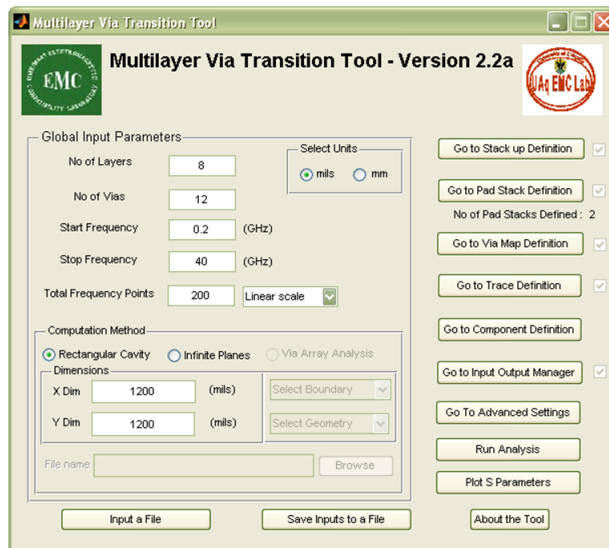 Multilayer Via Transition Tool
EMC
Multilayer Via Transition Tool - Version 2.2a
UAq EMC Lab
Global Input Parameters
No of Layers
8
Select Units
mils
mm
No of Vias
12
Start Frequency
0.2
(GHz)
Stop Frequency
40
(GHz)
Total Frequency Points
200
Linear scale
Computation Method
Rectangular Cavity
Infinite Planes
Via Array Analysis
Dimensions
X Dim
1200
(mils)
Select Boundary
Y Dim
1200
(mils)
Select Geometry
File name
Browse
Input a File
Save Inputs to a File
Go to Stack up Definition
Go to Pad Stack Definition
No of Pad Stacks Defined : 2
Go to Via Map Definition
Go to Trace Definition
Go to Component Definition
Go to Input Output Manager
Go To Advanced Settings
Run Analysis
Plot S Parameters
About the Tool